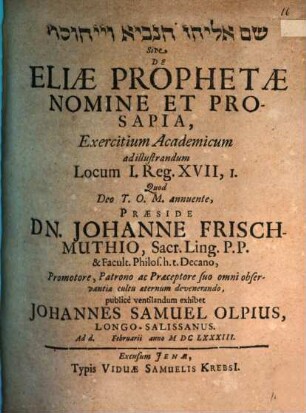 16
שם אליהו הנביא וייחוסו
Sive
DE
ELIÆ PROPHETÆ
NOMINE ET PRO-
SAPIA,
Exercitium Academicum
ad illustrandum
Locum I. Reg. XVII, 1.
Quod
Deo T. O. M. annuente,
PRÆSIDE
DN. JOHANNE FRISCH-
MUTHIO, Sacr. Ling. P. P.
& Facult. Philos. h. t. Decano,
Promotore, Patrono ac Præceptore suo omni obser-
vantiæ cultu æternum devenerando,
publicè ventilandum exhibet
JOHANNES SAMUEL OLPIUS,
LONGO-SALISSANUS.
Ad d. Februarii anno M DC LXXXIII.
Excusum JENÆ,
Typis VIDUÆ SAMUELIS KREBSI.